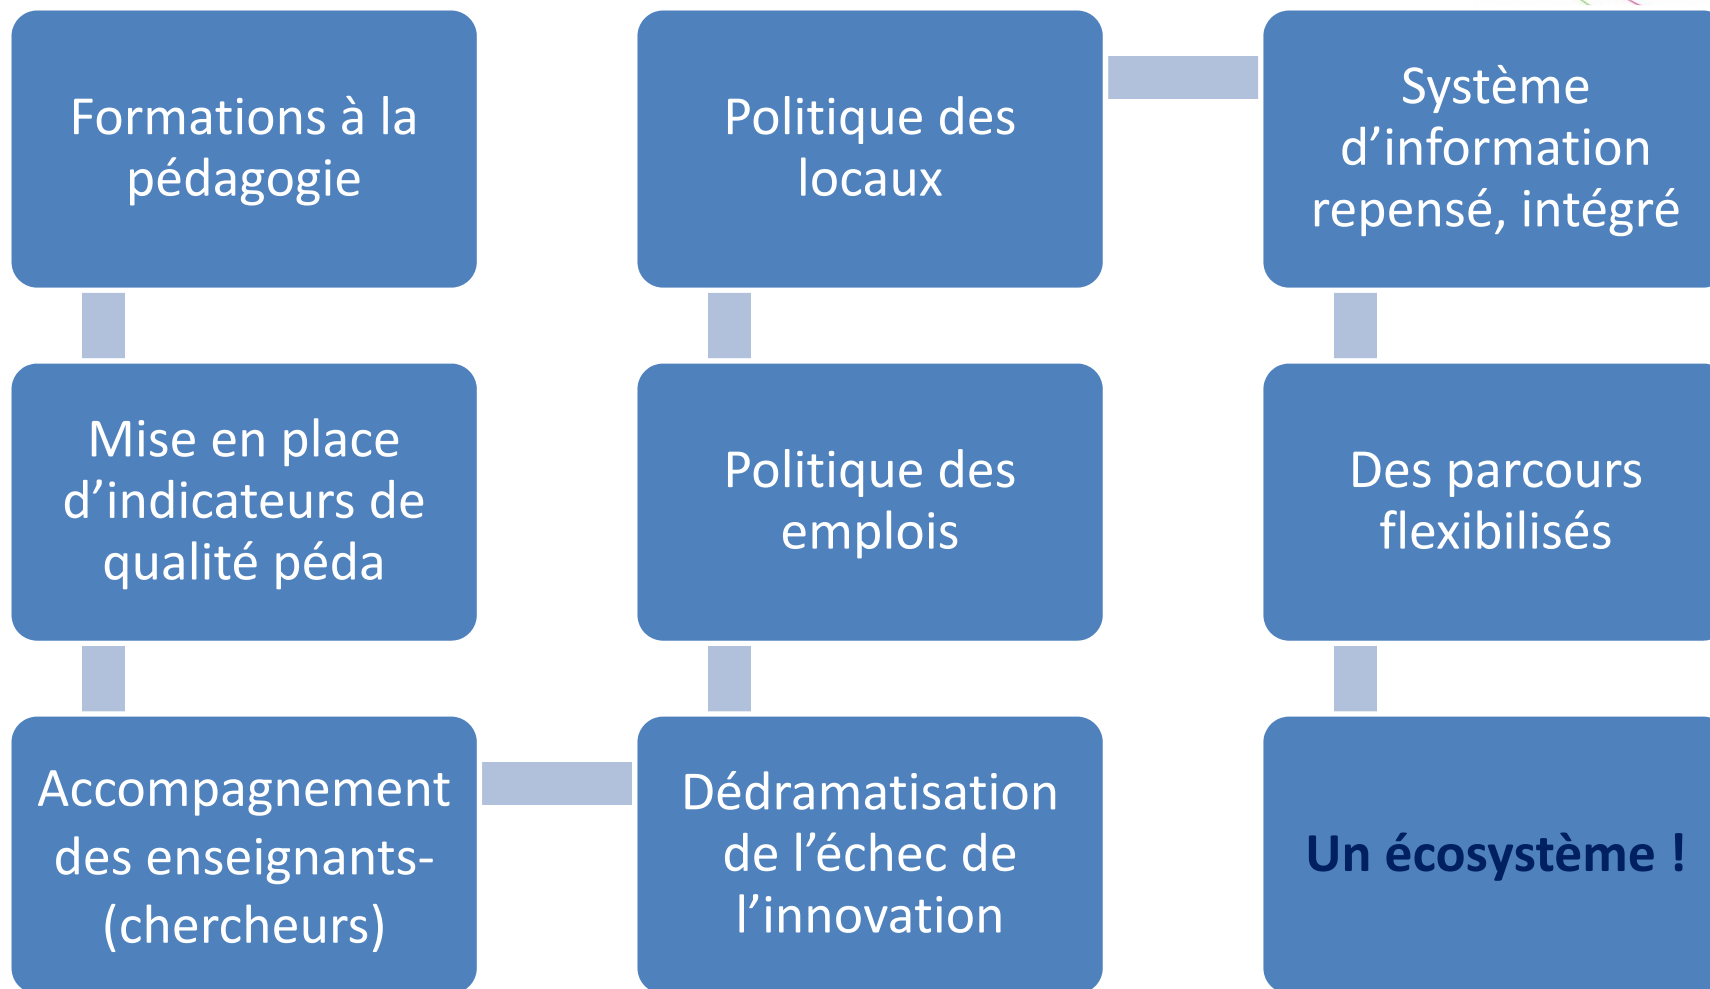 Formations à la
pédagogie
Mise en place
d’indicateurs de
qualité péda
Accompagnement
des enseignants-
(chercheurs)
Dédramatisation
de l’échec de
l’innovation
Politique des
emplois
Politique des
locaux
Système
d’information
repensé, intégré
Des parcours
flexibilisés
Un écosystème !